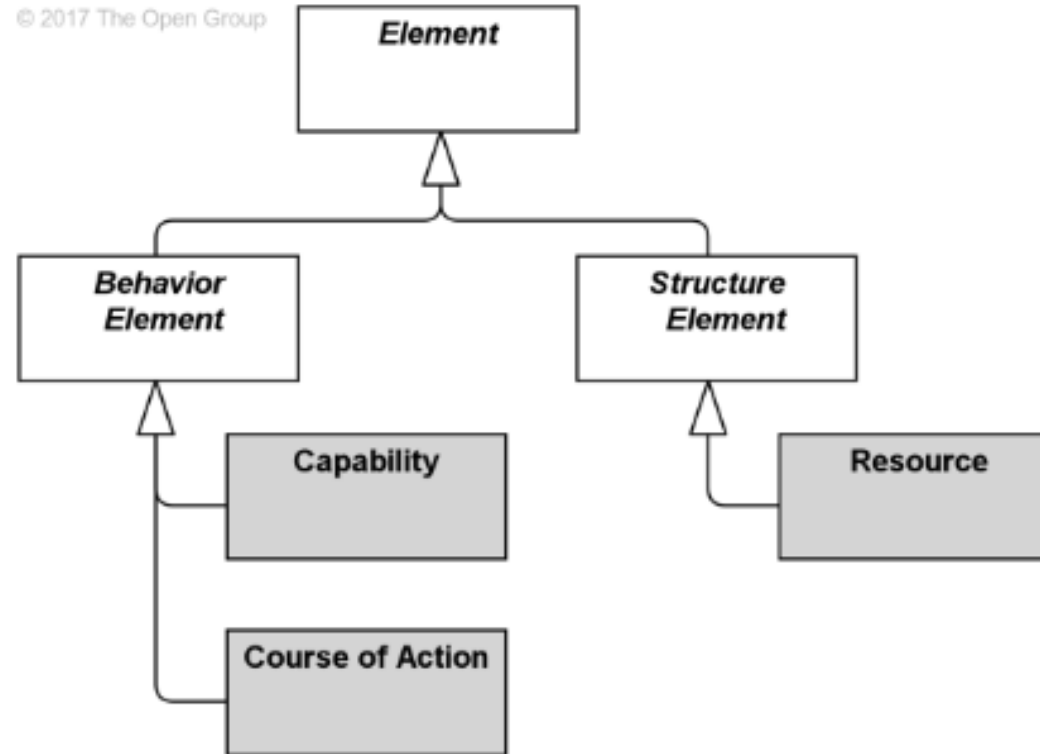 © 2017 The Open Group
Element
Behavior
Element
Structure
Element
Capability
Resource
Course of Action